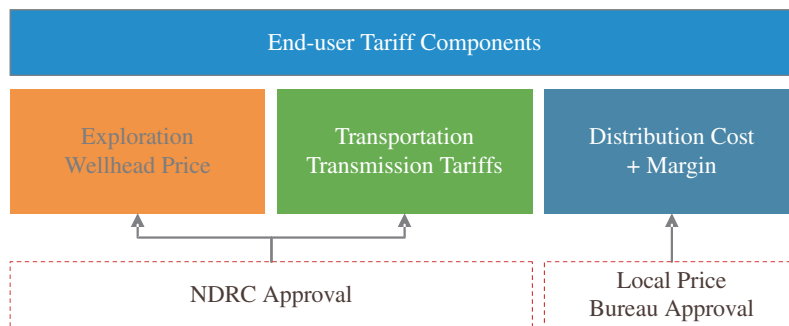 End-user Tariff Components
Exploration
Wellhead Price
Transportation
Transmission Tariffs
Distribution Cost
+ Margin
NDRC Approval
Local Price
Bureau Approval